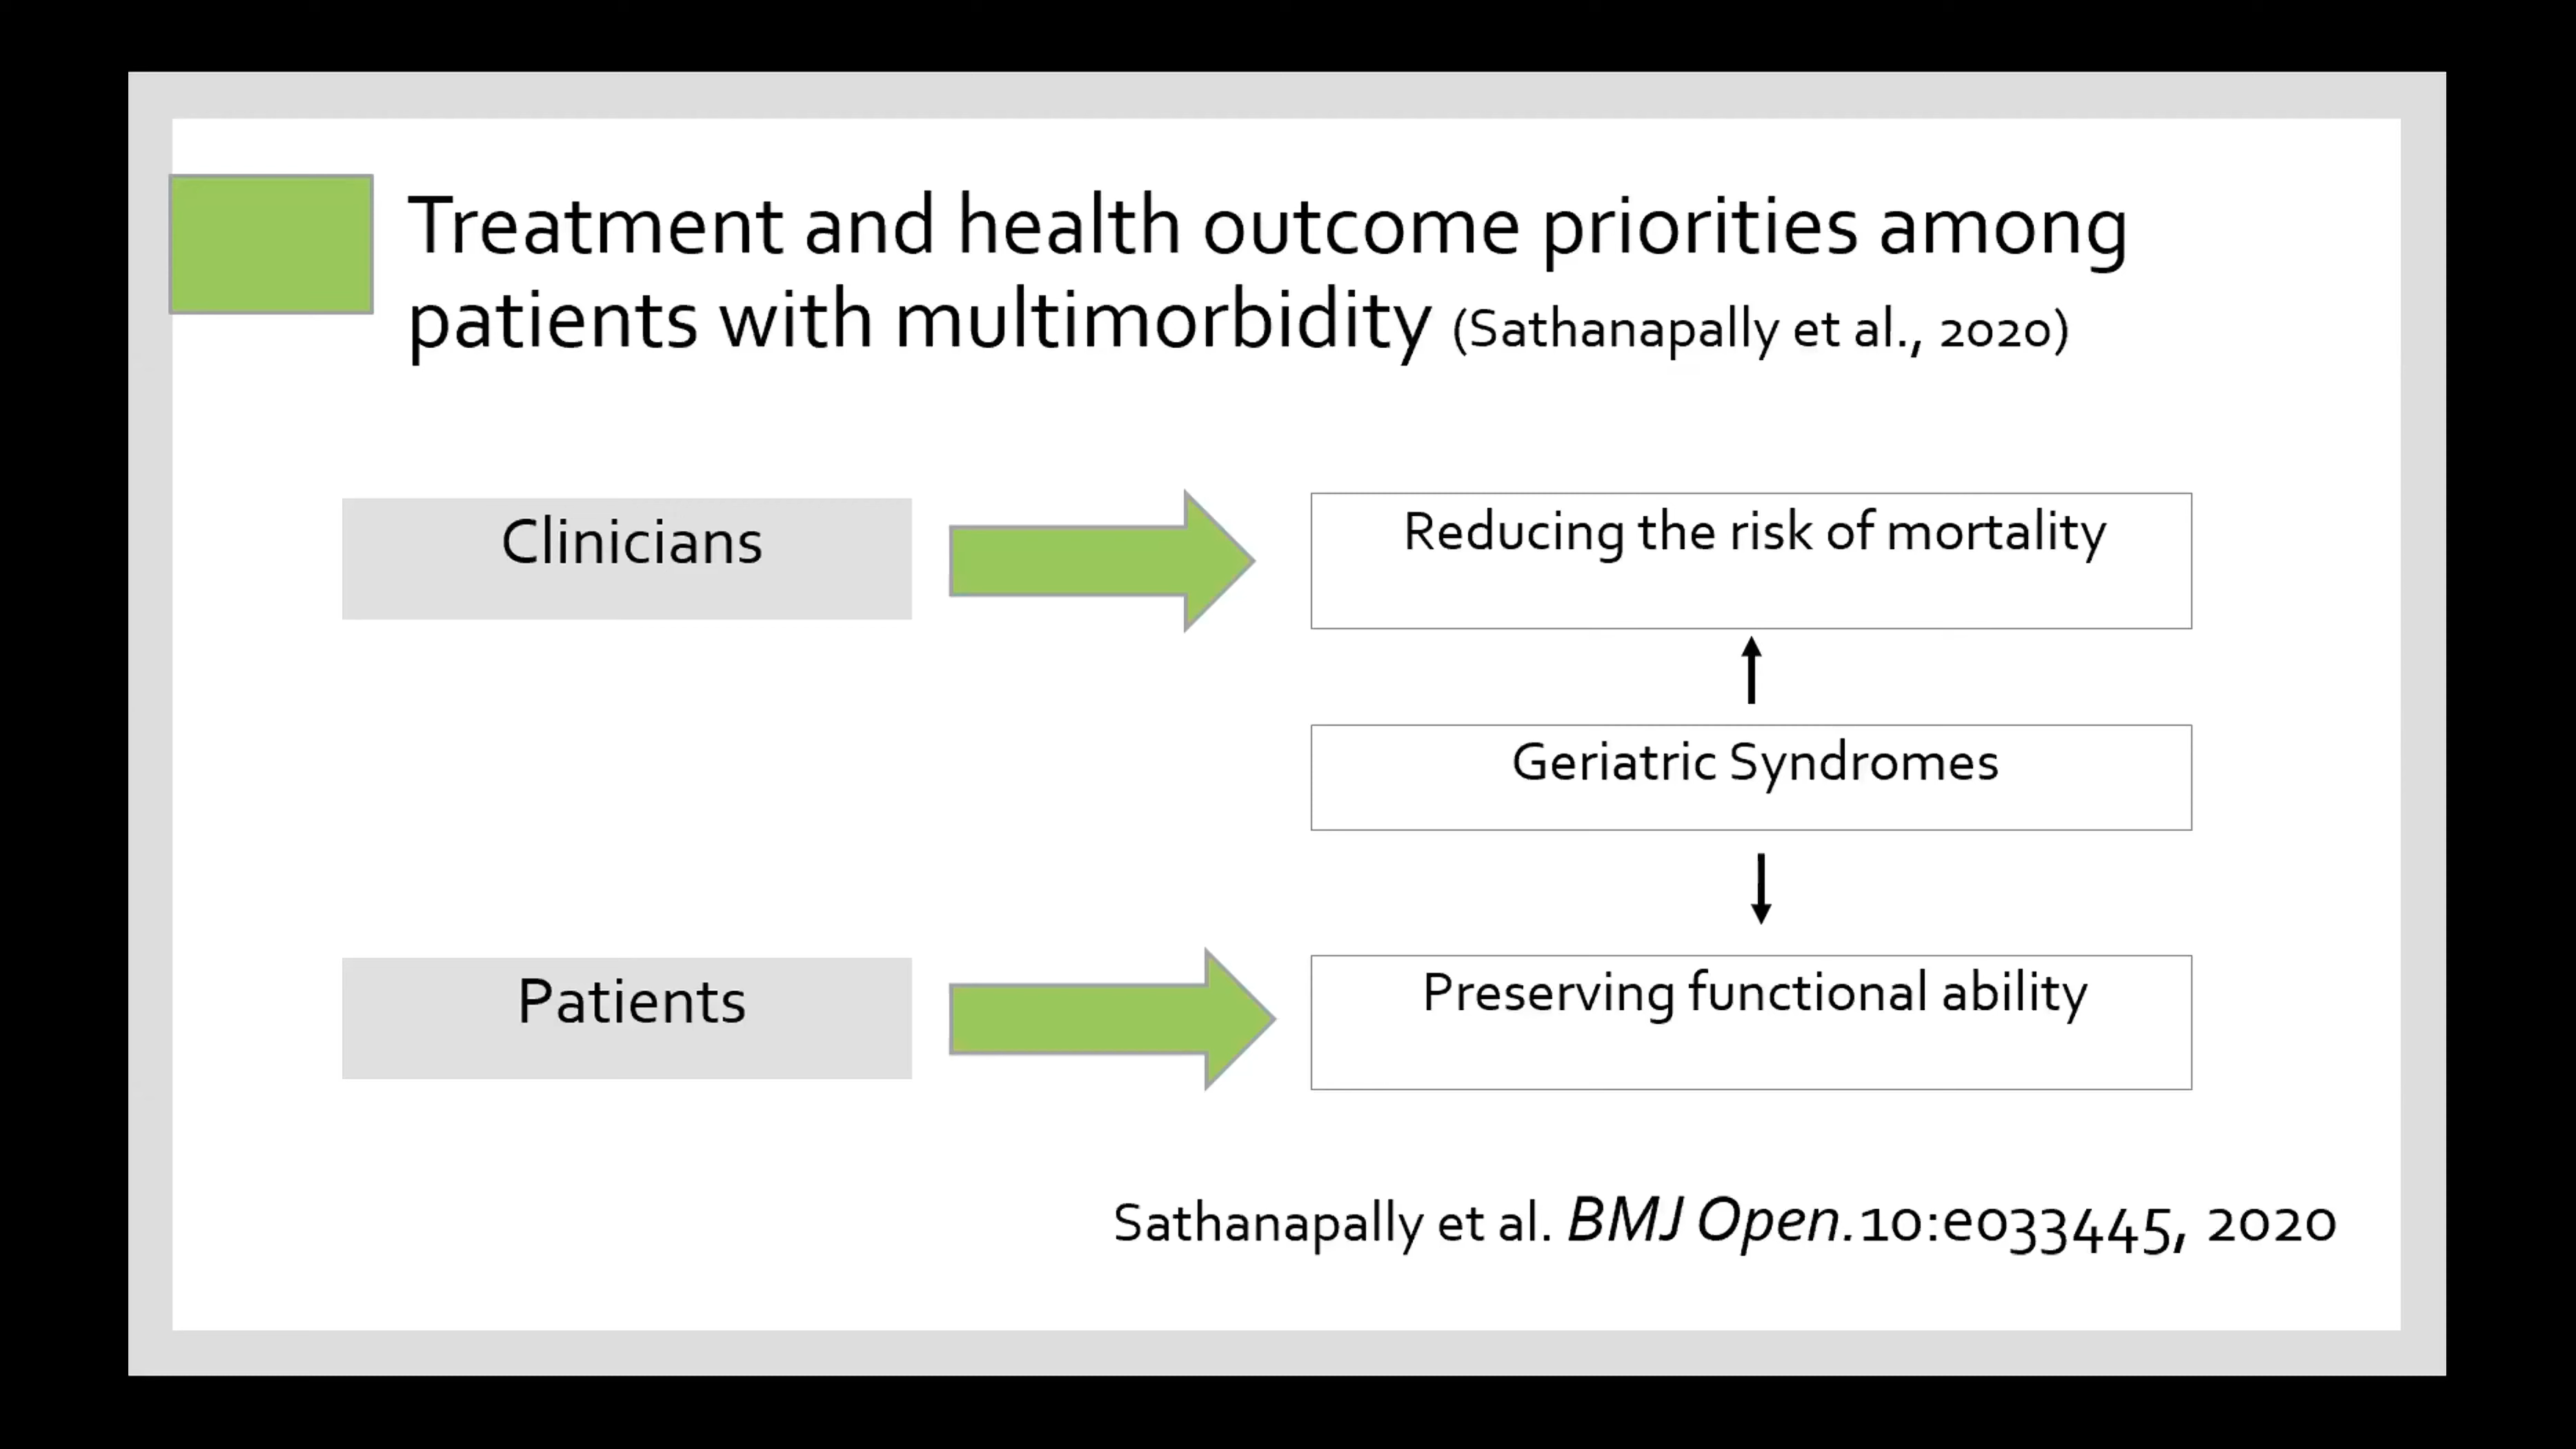 Treatment and health outcome priorities among
patients with multimorbidity (Sathanapally et al., 2020)
Clinicians
Reducing the risk of mortality
Geriatric Syndromes
Patients
Preserving functional ability
Sathanapally et al. BMJ Open.10:e033445, 2020